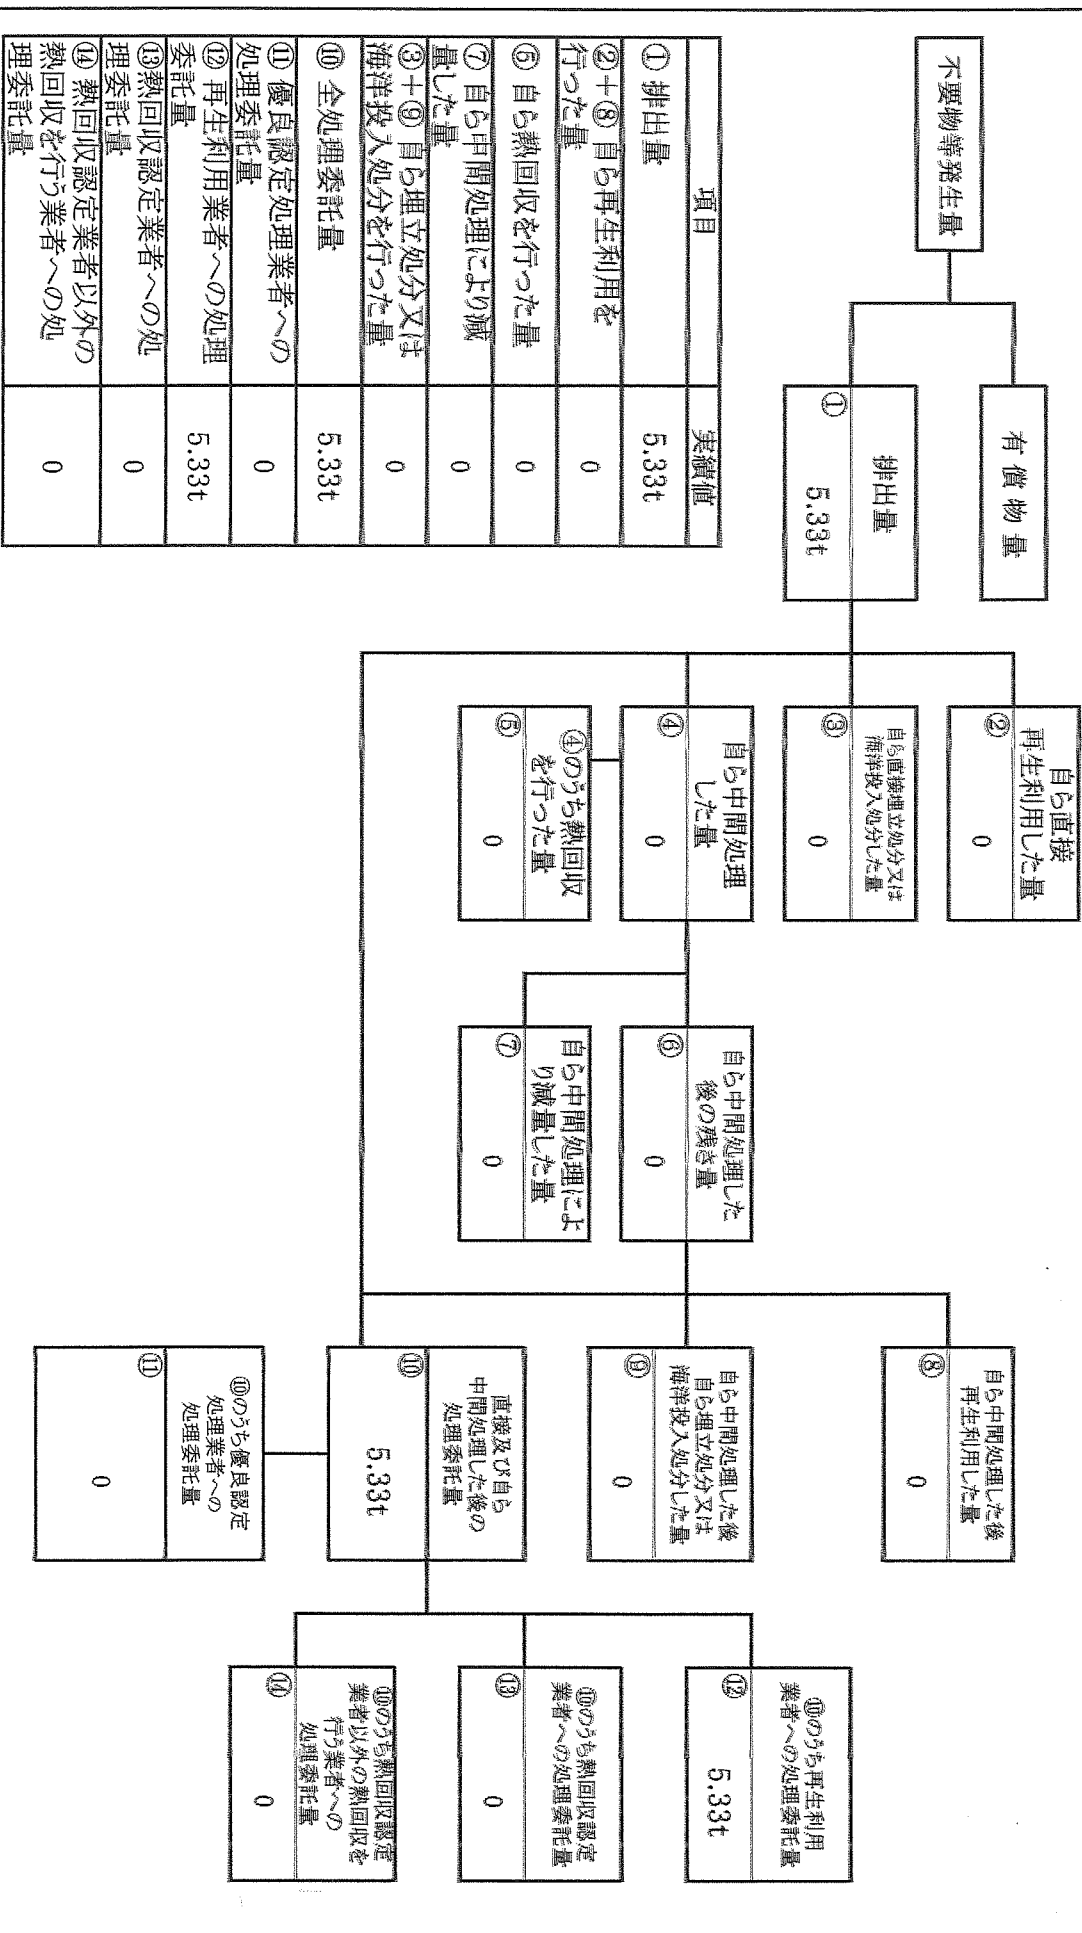 不要物等発生量
有償物量
排出量
①
5.33t
自ら直接
再生利用した量
②
0
自ら直接埋立処分又は
海洋投入処分した量
③
0
自ら中間処理
した量
④
0
④のうち熱回収
を行った量
⑤
0
自ら中間処理した
後の残さ量
⑥
0
自ら中間処理によ
り減量した量
⑦
0
自ら中間処理した後
再生利用した量
⑧
0
自ら中間処理した後
自ら埋立処分又は
海洋投入処分した量
⑨
0
直接及び自ら
中間処理した後の
処理委託量
⑩
5.33t
⑩のうち優良認定
処理業者への
処理委託量
⑪
0
⑩のうち再生利用
業者への処理委託量
⑫
5.33t
⑩のうち熱回収認定
業者への処理委託量
⑬
0
⑩のうち熱回収認定
業者以外の熱回収を
行う業者への
処理委託量
⑭
0
項目 実績値
① 排出量 5.33t
②＋⑧ 自ら再生利用を
行った量 0
⑤ 自ら熱回収を行った量 0
⑦ 自ら中間処理により減
量した量 0
③＋⑨ 自ら埋立処分又は
海洋投入処分を行った量 0
⑩ 全処理委託量 5.33t
⑪ 優良認定処理業者への
処理委託量 0
⑫ 再生利用業者への処理
委託量 5.33t
⑬熱回収認定業者への処
理委託量 0
⑭ 熱回収認定業者以外の
熱回収を行う業者への処
理委託量 0